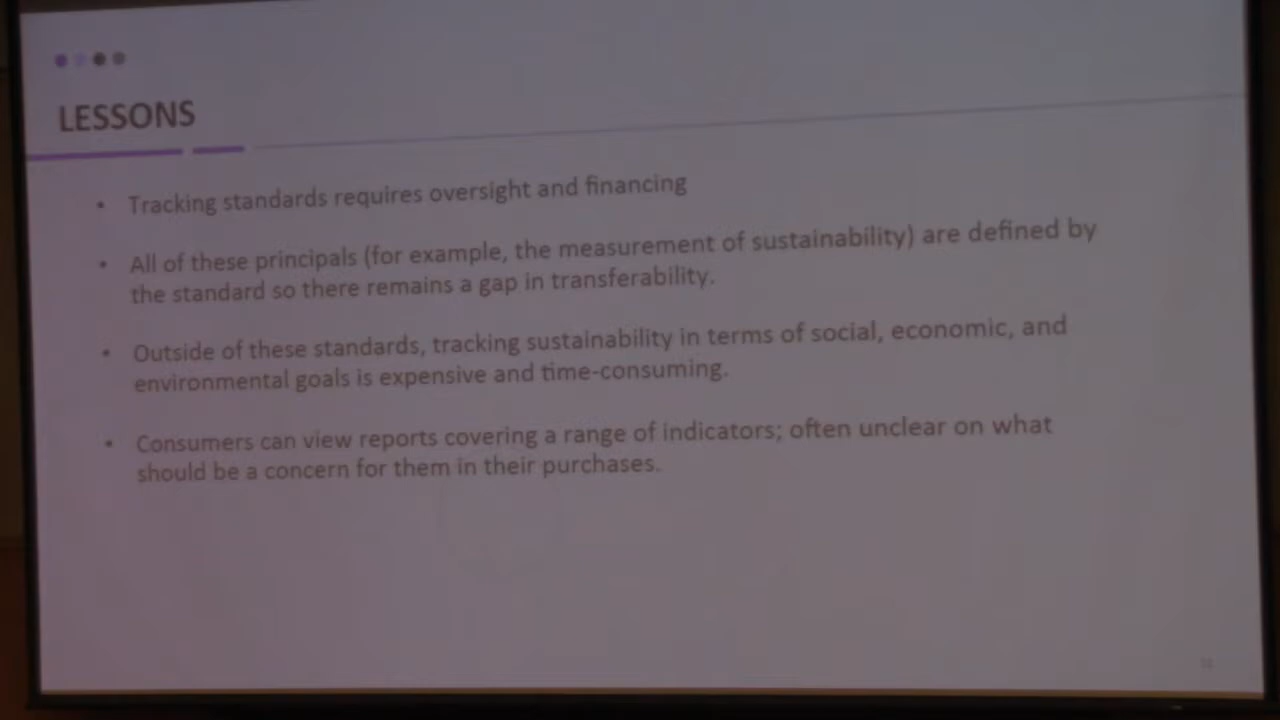 LESSONS
• Tracking standards requires oversight and financing
• All of these principals (for example, the measurement of sustainability) are defined by
the standard so there remains a gap in transferability.
• Outside of these standards, tracking sustainability in terms of social, economic, and
environmental goals is expensive and time-consuming.
• Consumers can view reports covering a range of indicators; often unclear on what
should be a concern for them in their purchases.